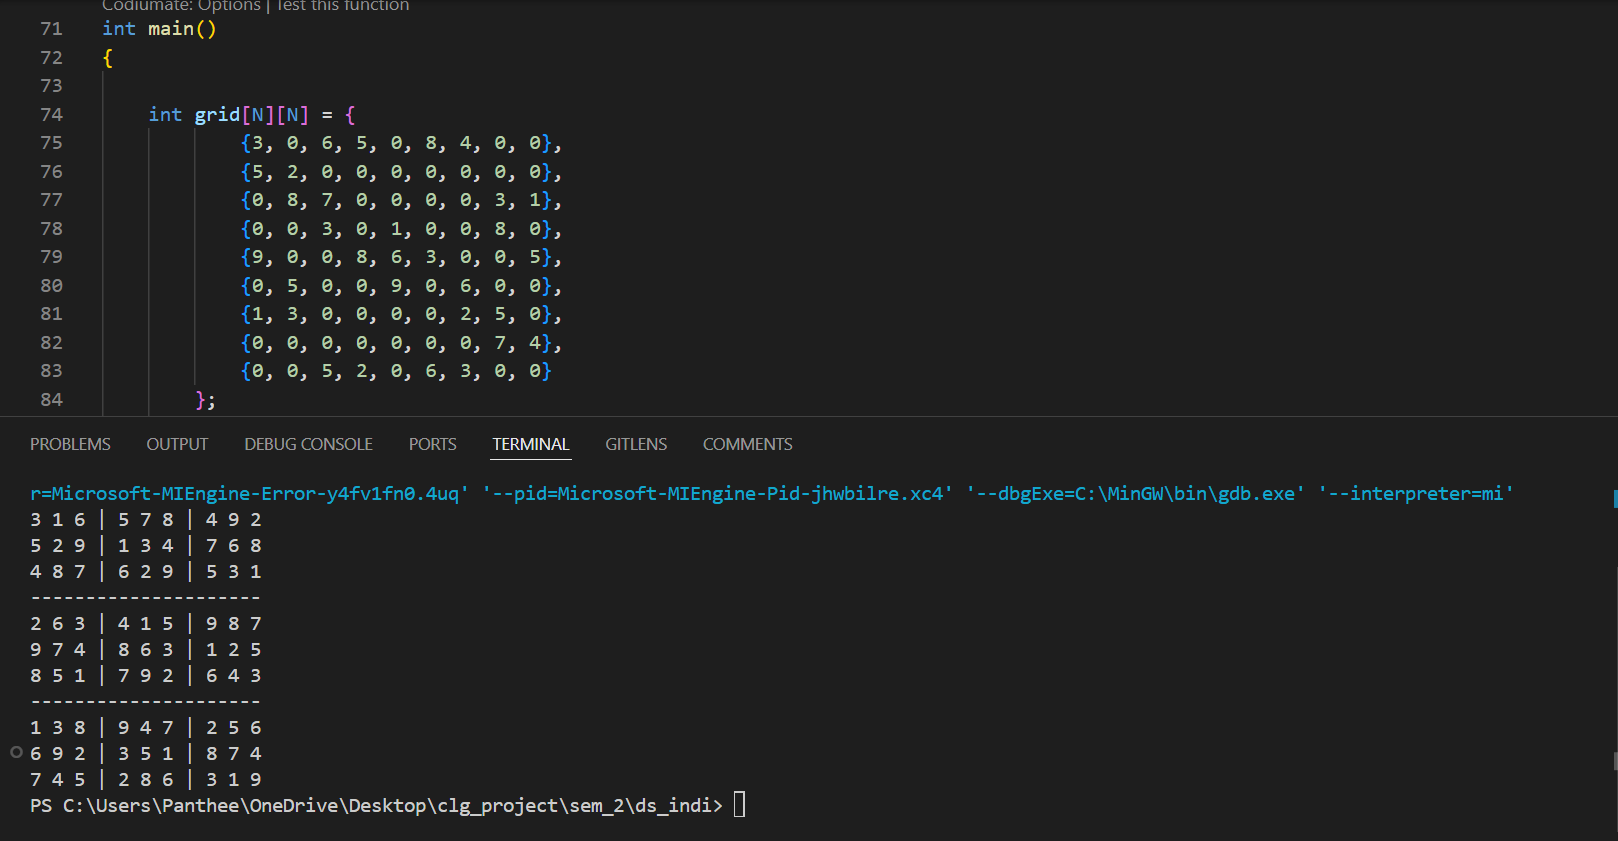 Codiumate: Options | Test this function
71 int main()
72 {
73
74 int grid[N][N] = {
75 {3, 0, 6, 5, 0, 8, 4, 0, 0},
76 {5, 2, 0, 0, 0, 0, 0, 0, 0},
77 {0, 8, 7, 0, 0, 0, 0, 3, 1},
78 {0, 0, 3, 0, 1, 0, 0, 8, 0},
79 {9, 0, 0, 8, 6, 3, 0, 0, 5},
80 {0, 5, 0, 0, 9, 0, 6, 0, 0},
81 {1, 3, 0, 0, 0, 0, 2, 5, 0},
82 {0, 0, 0, 0, 0, 0, 0, 7, 4},
83 {0, 0, 5, 2, 0, 6, 3, 0, 0}
84 };
PROBLEMS OUTPUT DEBUG CONSOLE PORTS TERMINAL GITLENS COMMENTS
r=Microsoft-MIEngine-Error-y4fv1fn0.4uq' '--pid=Microsoft-MIEngine-Pid-jhwbilre.xc4' '--dbgExe=C:\MinGW\bin\gdb.exe' '--interpreter=mi'
3 1 6 | 5 7 8 | 4 9 2
5 2 9 | 1 3 4 | 7 6 8
4 8 7 | 6 2 9 | 5 3 1
---------------------
2 6 3 | 4 1 5 | 9 8 7
9 7 4 | 8 6 3 | 1 2 5
8 5 1 | 7 9 2 | 6 4 3
---------------------
1 3 8 | 9 4 7 | 2 5 6
6 9 2 | 3 5 1 | 8 7 4
7 4 5 | 2 8 6 | 3 1 9
PS C:\Users\Panthee\OneDrive\Desktop\clg_project\sem_2\ds_indi>